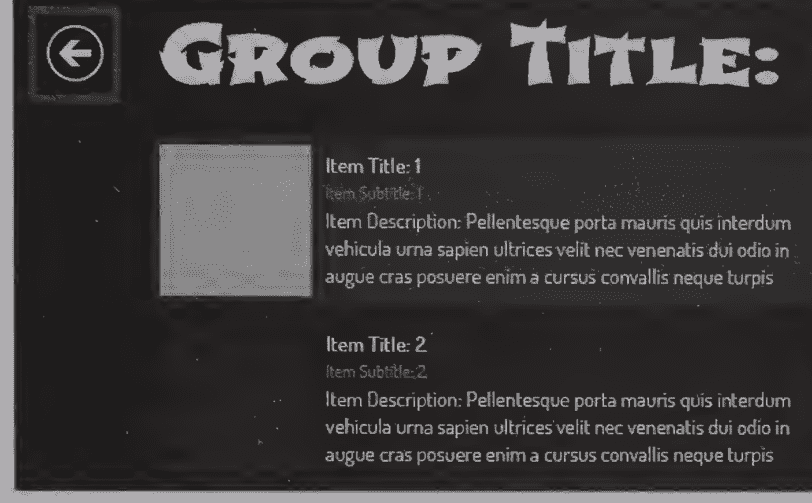 GROUP TITLE:
Item Title: 1
Item Subtitle: 1
Item Description: Pellentesque porta mauris quis interdum
vehicula urna sapien ultrices velit nec venenatis dui odio in
augue cras posuere enim a cursus convallis neque turpis
Item Title: 2
Item Subtitle: 2
Item Description: Pellentesque porta mauris quis interdum
vehicula urna sapien ultrices velit nec venenatis dui odio in
augue cras posuere enim a cursus convallis neque turpis